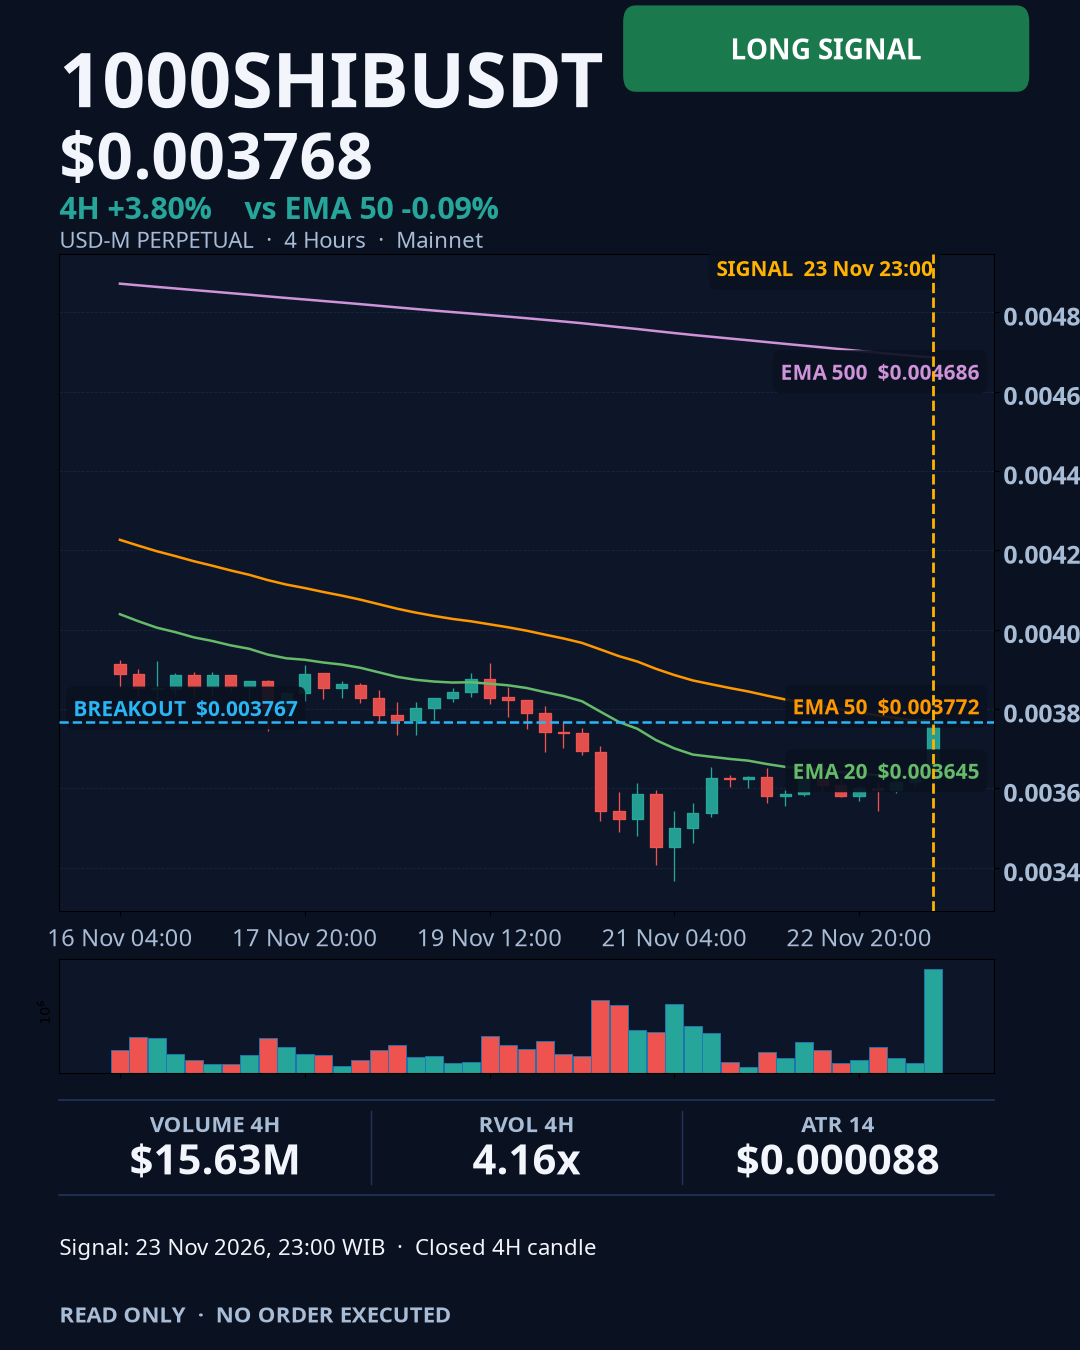 LONG SIGNAL
1000SHIBUSDT
$0.003768
4H +3.80% vs EMA 50 -0.09%
USD-M PERPETUAL · 4 Hours · Mainnet
SIGNAL 23 Nov 23:00
0.0048
EMA 500 $0.004686
0.0046
0.0044
0.0042
0.0040
EMA 50 $0.003772
BREAKOUT $0.003767
0.0038
EMA 20 $0.003645
0.0036
0.0034
16 Nov 04:00 17 Nov 20:00 19 Nov 12:00 21 Nov 04:00 22 Nov 20:00
10⁶
VOLUME 4H RVOL 4H ATR 14
$15.63M 4.16x $0.000088
Signal: 23 Nov 2026, 23:00 WIB · Closed 4H candle
READ ONLY · NO ORDER EXECUTED